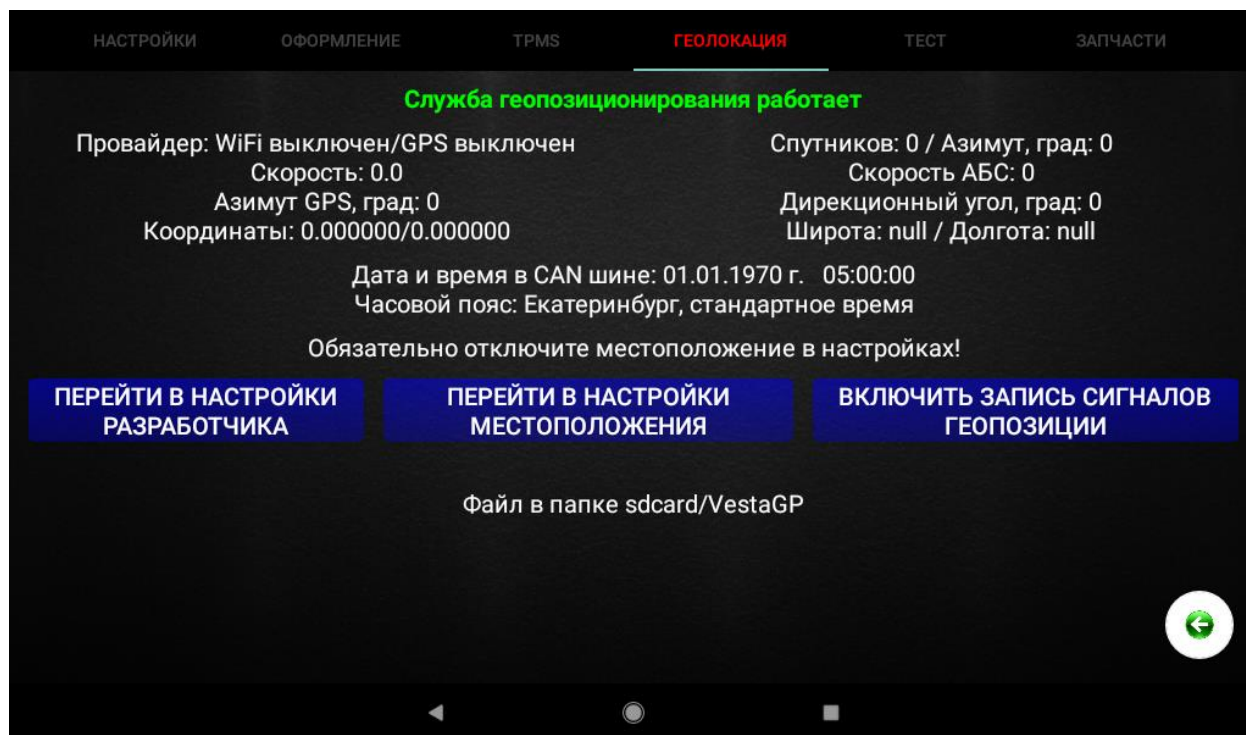 НАСТРОЙКИ ОФОРМЛЕНИЕ TPMS ГЕОЛОКАЦИЯ ТЕСТ ЗАПЧАСТИ
Служба геопозиционирования работает
Провайдер: WiFi выключен/GPS выключен
Скорость: 0.0
Азимут GPS, град: 0
Координаты: 0.000000/0.000000
Спутников: 0 / Азимут, град: 0
Скорость АБС: 0
Дирекционный угол, град: 0
Широта: null / Долгота: null
Дата и время в CAN шине: 01.01.1970 г. 05:00:00
Часовой пояс: Екатеринбург, стандартное время
Обязательно отключите местоположение в настройках!
ПЕРЕЙТИ В НАСТРОЙКИ
РАЗРАБОТЧИКА
ПЕРЕЙТИ В НАСТРОЙКИ
МЕСТОПОЛОЖЕНИЯ
ВКЛЮЧИТЬ ЗАПИСЬ СИГНАЛОВ
ГЕОПОЗИЦИИ
Файл в папке sdcard/VestaGP